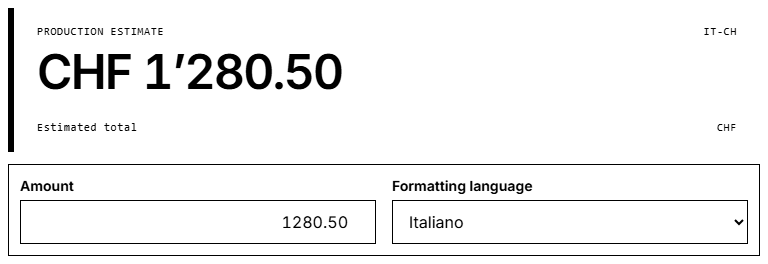 PRODUCTION ESTIMATE IT-CH
CHF 1’280.50
Estimated total CHF
Amount Formatting language
1280.50 Italiano